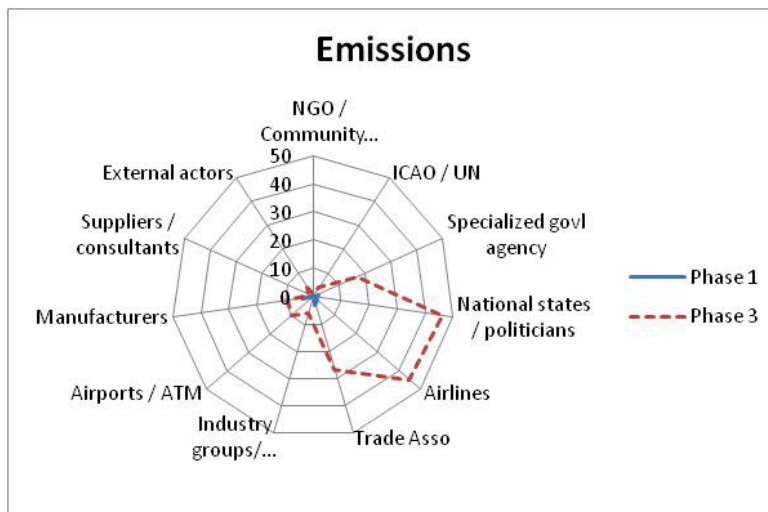 Emissions
NGO /
Community...
ICAO / UN
Specialized govl
agency
National states
/ politicians
Airlines
Trade Asso
Industry
groups/...
Airports / ATM
Manufacturers
Suppliers /
consultants
External actors
50
40
30
20
10
0
Phase 1
Phase 3